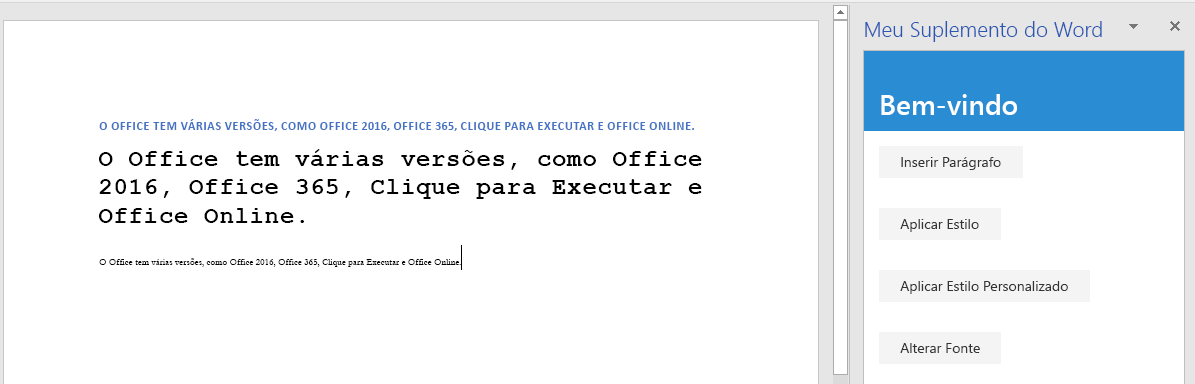 O OFFICE TEM VÁRIAS VERSÕES, COMO OFFICE 2016, OFFICE 365, CLIQUE PARA EXECUTAR E OFFICE ONLINE.
O Office tem várias versões, como Office
2016, Office 365, Clique para Executar e
Office Online.
O Office tem várias versões, como Office 2016, Office 365, Clique para Executar e Office Online.
Meu Suplemento do Word
Bem-vindo
Inserir Parágrafo
Aplicar Estilo
Aplicar Estilo Personalizado
Alterar Fonte